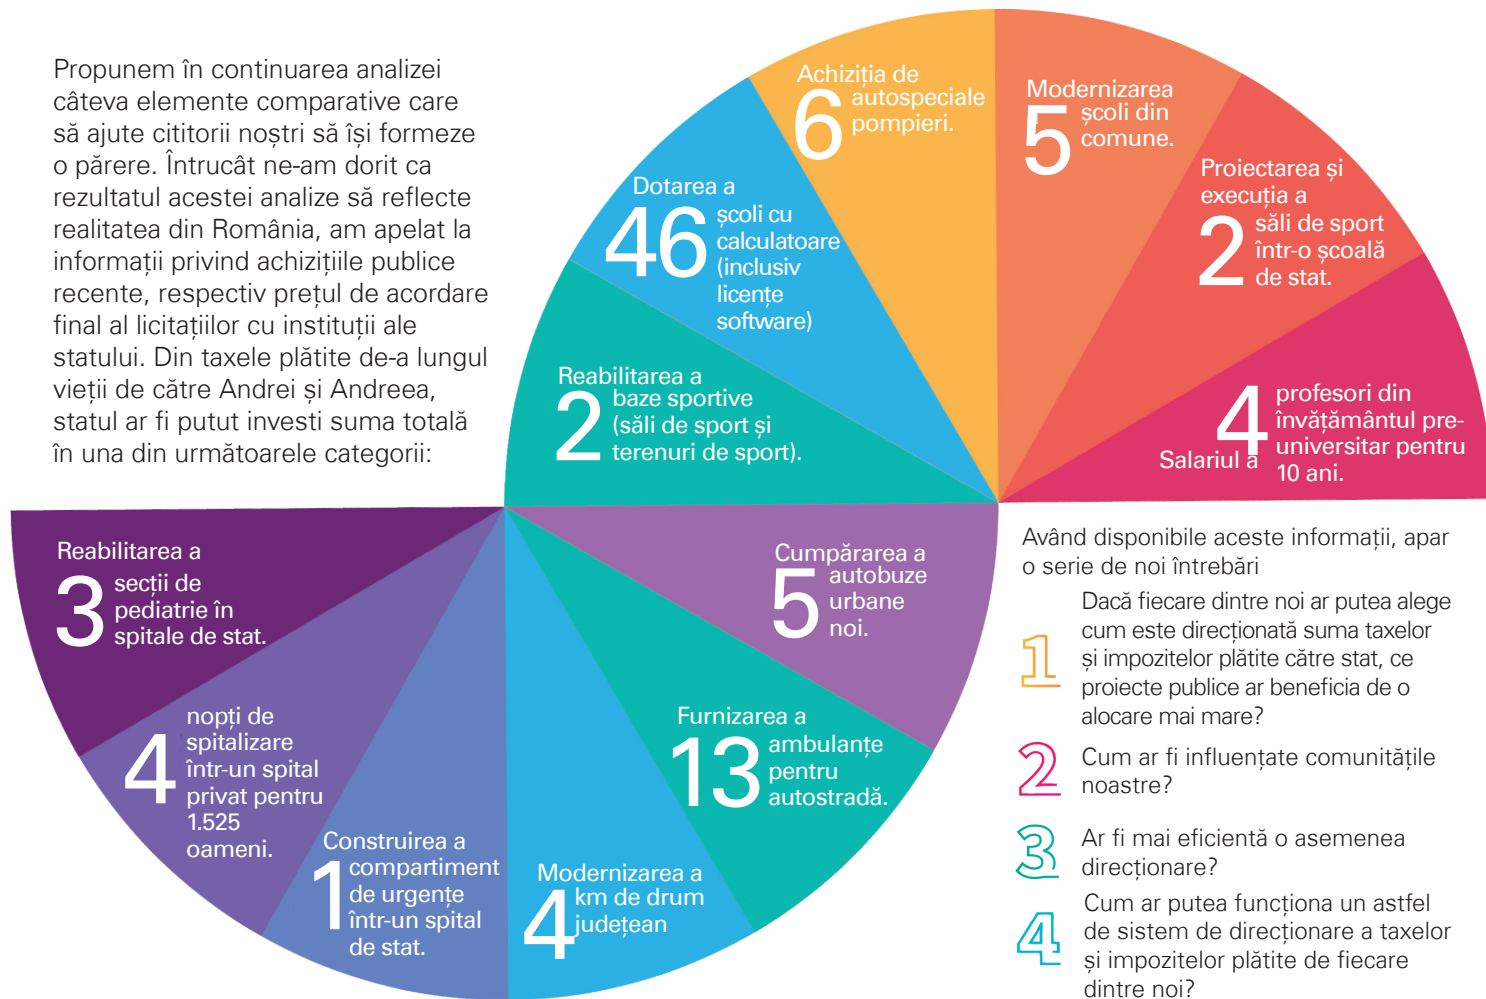 Propunem în continuarea analizei
câteva elemente comparative care
să ajute cititorii noștri să își formeze
o părere. Întrucât ne-am dorit ca
rezultatul acestei analize să reflecte
realitatea din România, am apelat la
informații privind achizițiile publice
recente, respectiv prețul de acordare
final al licitațiilor cu instituții ale
statului. Din taxele plătite de-a lungul
vieții de către Andrei și Andreea,
statul ar fi putut investi suma totală
în una din următoarele categorii:
Reabilitarea a
2 baze sportive
(săli de sport și
terenuri de sport).
Dotarea a
46 școli cu
calculatoare
(inclusiv
licențe
software)
Achiziția de
6 autospeciale
pompieri.
Modernizarea
5 școli din
comune.
Proiectarea și
execuția a
2 săli de sport
într-o școală
de stat.
Salariul a 4 profesori din
învățământul pre-
universitar pentru
10 ani.
Reabilitarea a
3 secții de
pediatrie în
spitale de stat.
4 nopți de
spitalizare
într-un spital
privat pentru
1.525
oameni.
Construirea a
1 compartiment
de urgențe
într-un spital
de stat.
Modernizarea a
4 km de drum
județean
Furnizarea a
13 ambulanțe
pentru
autostradă.
Cumpărarea a
5 autobuze
urbane
noi.
Având disponibile aceste informații, apar
o serie de noi întrebări
1 Dacă fiecare dintre noi ar putea alege
cum este direcționată suma taxelor
și impozitelor plătite către stat, ce
proiecte publice ar beneficia de o
alocare mai mare?
2 Cum ar fi influențate comunitățile
noastre?
3 Ar fi mai eficientă o asemenea
direcționare?
4 Cum ar putea funcționa un astfel
de sistem de direcționare a taxelor
și impozitelor plătite de fiecare
dintre noi?